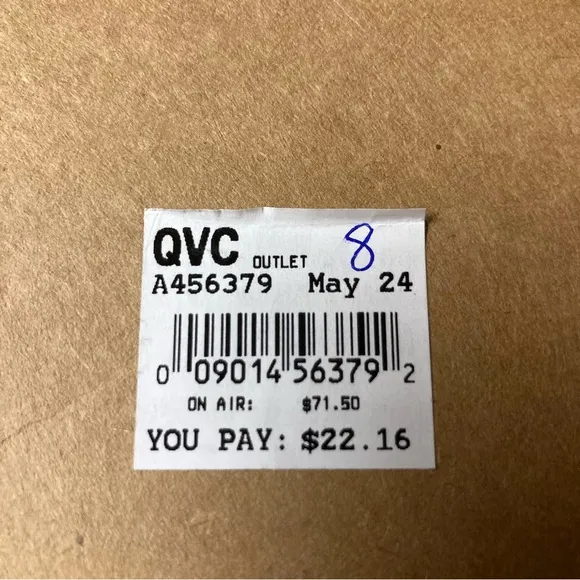 QVC OUTLET 8
A456379 May 24
0 09014 56379 2
ON AIR: $71.50
YOU PAY: $22.16